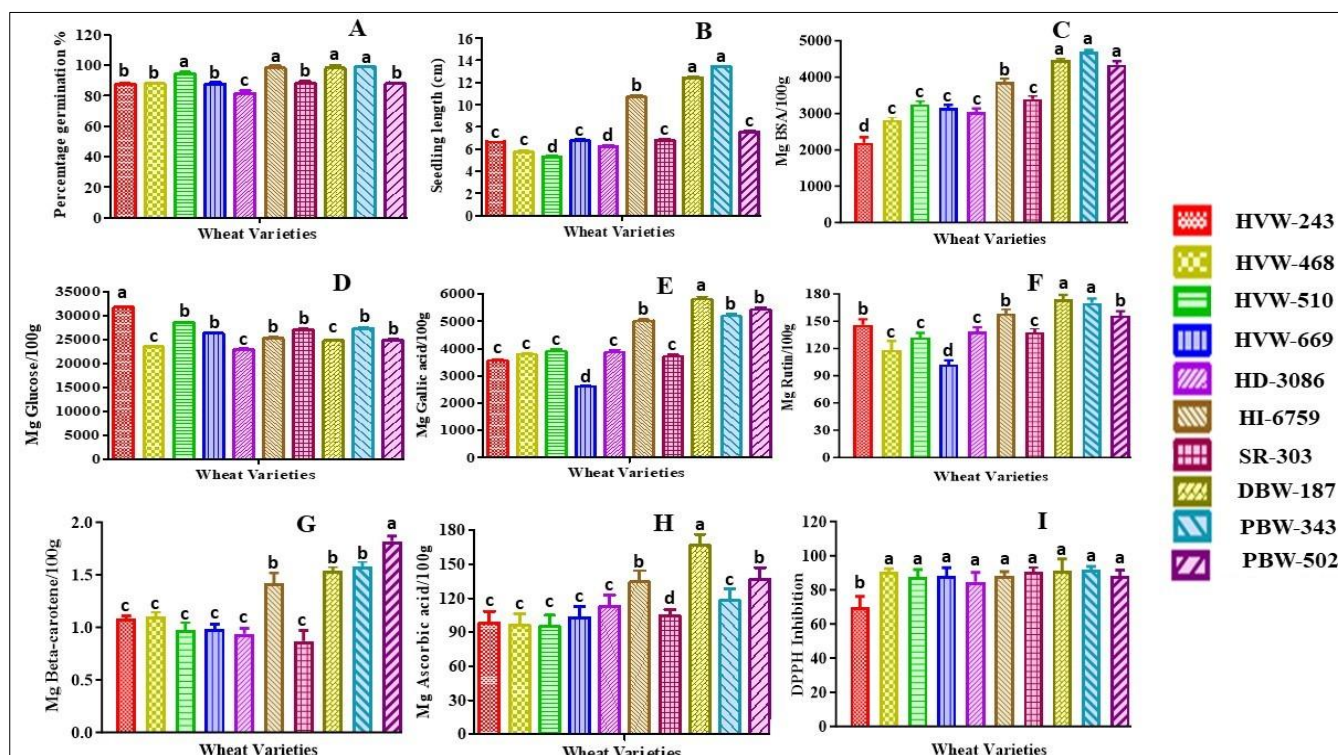 A
Percentage germination %
120
100
80
60
40
20
0
b b a b c a b a a b
Wheat Varieties
B
Seedling length (cm)
16
14
12
10
8
6
4
2
0
c c d c d b c a a c
Wheat Varieties
C
Mg BSA/100g
5000
4000
3000
2000
1000
0
d c c c c b c a a a
Wheat Varieties
D
Mg Glucose/100g
35000
30000
25000
20000
15000
10000
5000
0
a c b b c b b c b b
Wheat Varieties
E
Mg Gallic acid/100g
6000
5000
4000
3000
2000
1000
0
c c c d c b c a b b
Wheat Varieties
F
Mg Rutin/100g
180
150
120
90
60
30
0
b c c d c b c a a b
Wheat Varieties
G
Mg Beta-carotene/100g
2.0
1.5
1.0
0.5
0.0
c c c c c b c b b a
Wheat Varieties
H
Mg Ascorbic acid/100g
180
150
120
90
60
30
0
c c c c c b d a c b
Wheat Varieties
I
DPPH Inhibition
120
100
80
60
40
20
0
b a a a a a a a a a
Wheat Varieties
HVW-243
HVW-468
HVW-510
HVW-669
HD-3086
HI-6759
SR-303
DBW-187
PBW-343
PBW-502